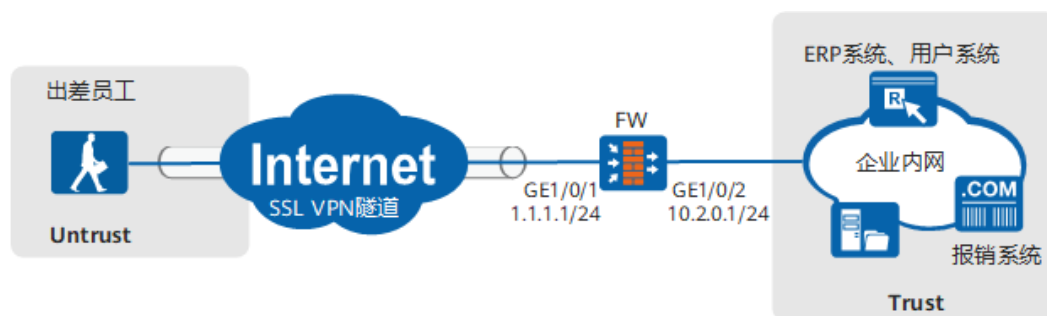 出差员工
Untrust
Internet
SSL VPN隧道
FW
GE1/0/1
1.1.1.1/24
GE1/0/2
10.2.0.1/24
ERP系统、用户系统
R
企业内网
.COM
报销系统
Trust